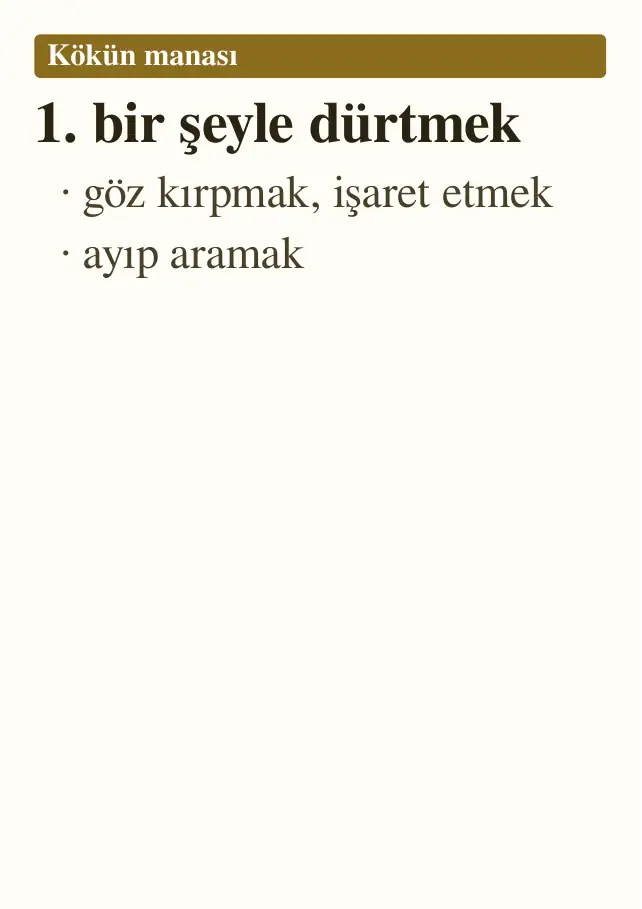 Kökün manası
1. bir şeyle dürtmek
· göz kırpmak, işaret etmek
· ayıp aramak